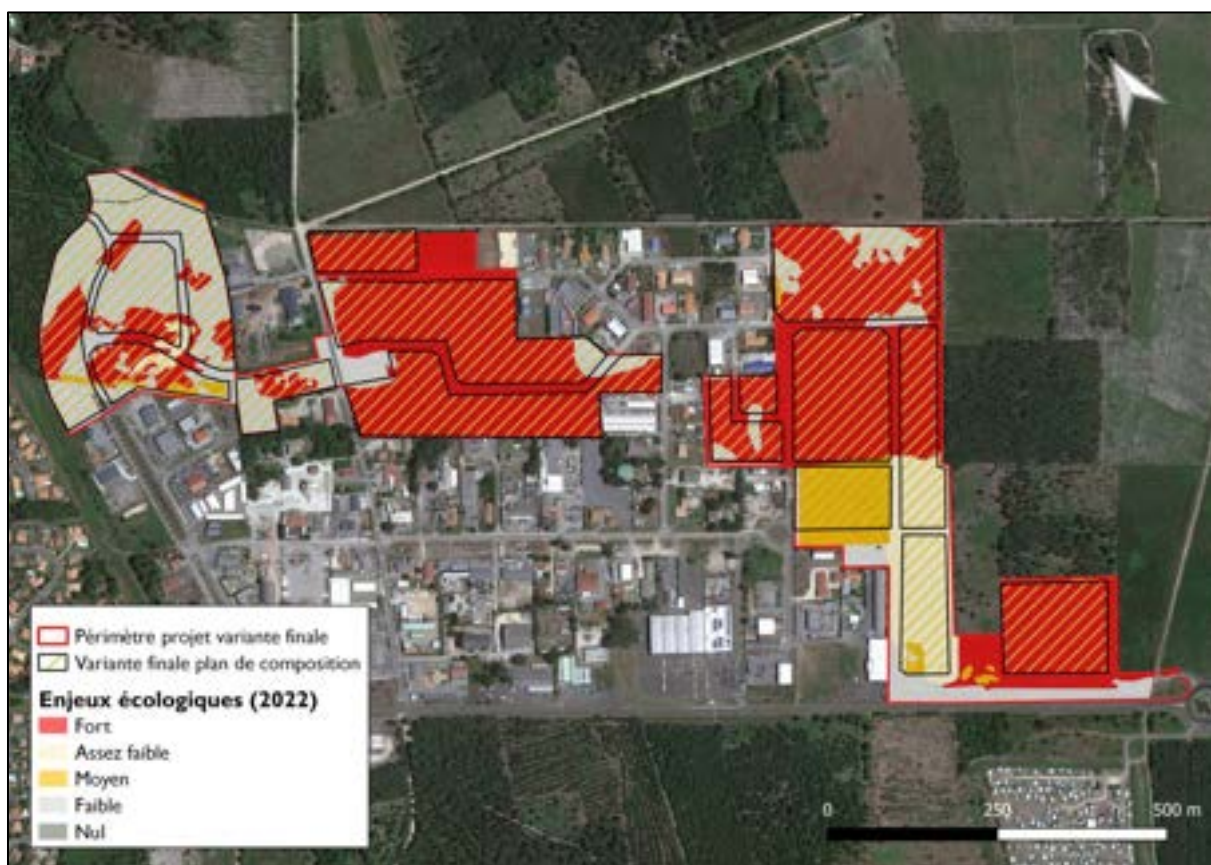 Périmètre projet variante finale
Variante finale plan de composition
Enjeux écologiques (2022)
Fort
Assez faible
Moyen
Faible
Nul
0 250 500 m